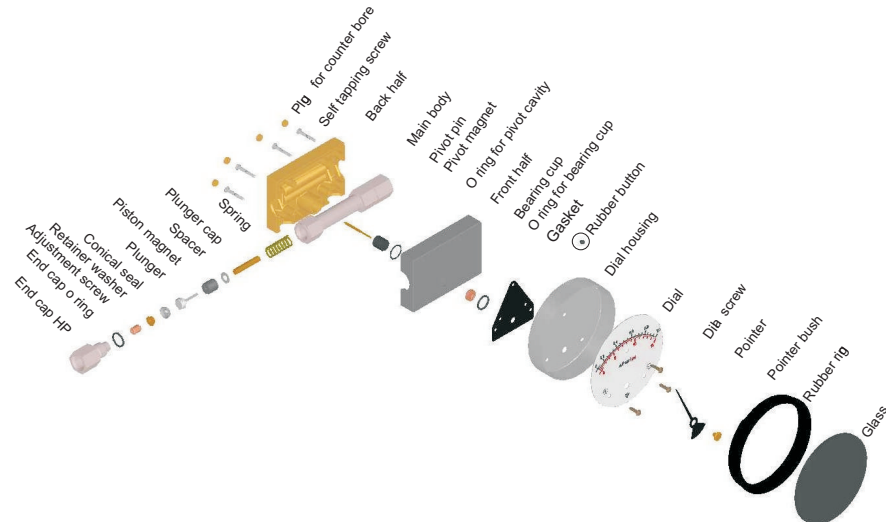 Plg for counter bore
Self tapping screw
Back half
Main body
Pivot pin
Pivot magnet
O ring for pivot cavity
Front half
Bearing cup
O ring for bearing cup
Gasket
Rubber button
Dial housing
Dial
Dila screw
Pointer
Pointer bush
Rubber rig
Glass
Spring
Plunger cap
Spacer
Piston magnet
Plunger
Conical seal
Retainer washer
Adjustment screw
End cap o ring
End cap HP